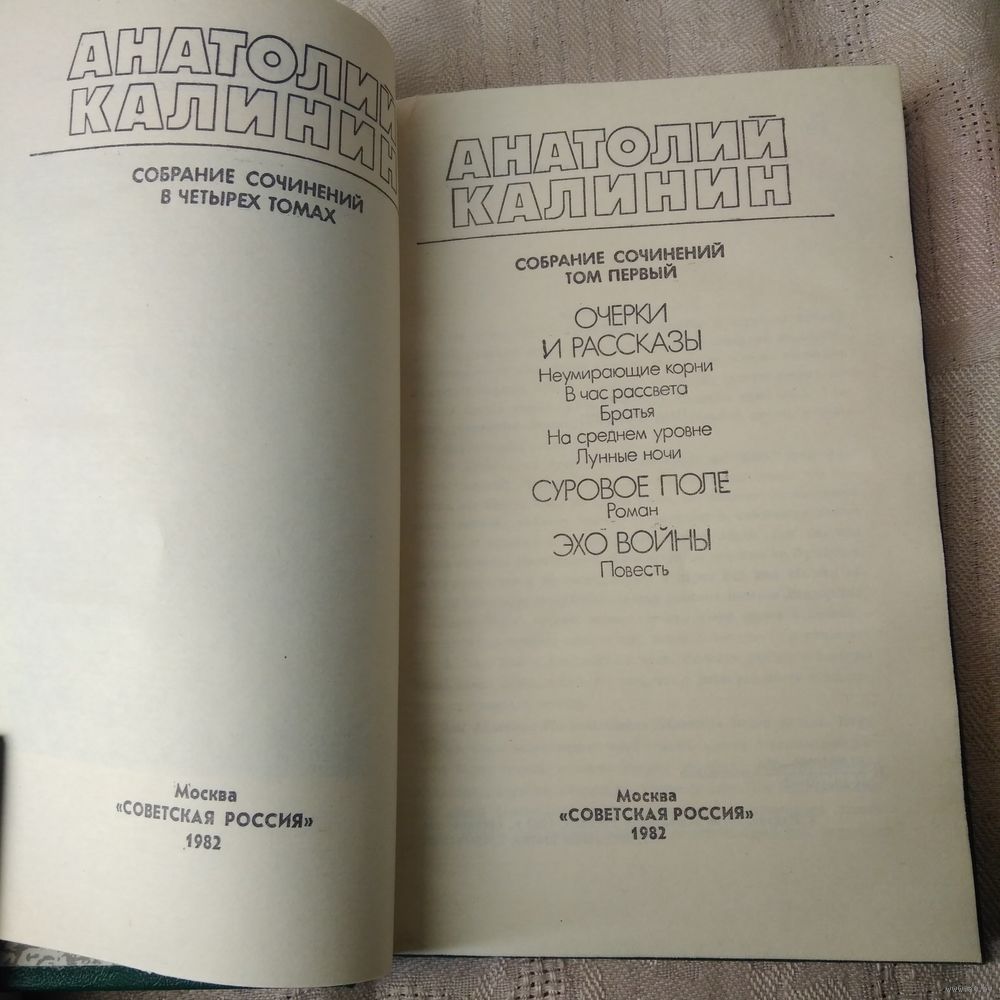 АНАТОЛИЙ
КАЛИНИН
СОБРАНИЕ СОЧИНЕНИЙ
В ЧЕТЫРЕХ ТОМАХ
Москва
«СОВЕТСКАЯ РОССИЯ»
1982
АНАТОЛИЙ
КАЛИНИН
СОБРАНИЕ СОЧИНЕНИЙ
ТОМ ПЕРВЫЙ
ОЧЕРКИ
И РАССКАЗЫ
Неумирающие корни
В час рассвета
Братья
На среднем уровне
Лунные ночи
СУРОВОЕ ПОЛЕ
Роман
ЭХО ВОЙНЫ
Повесть
Москва
«СОВЕТСКАЯ РОССИЯ»
1982